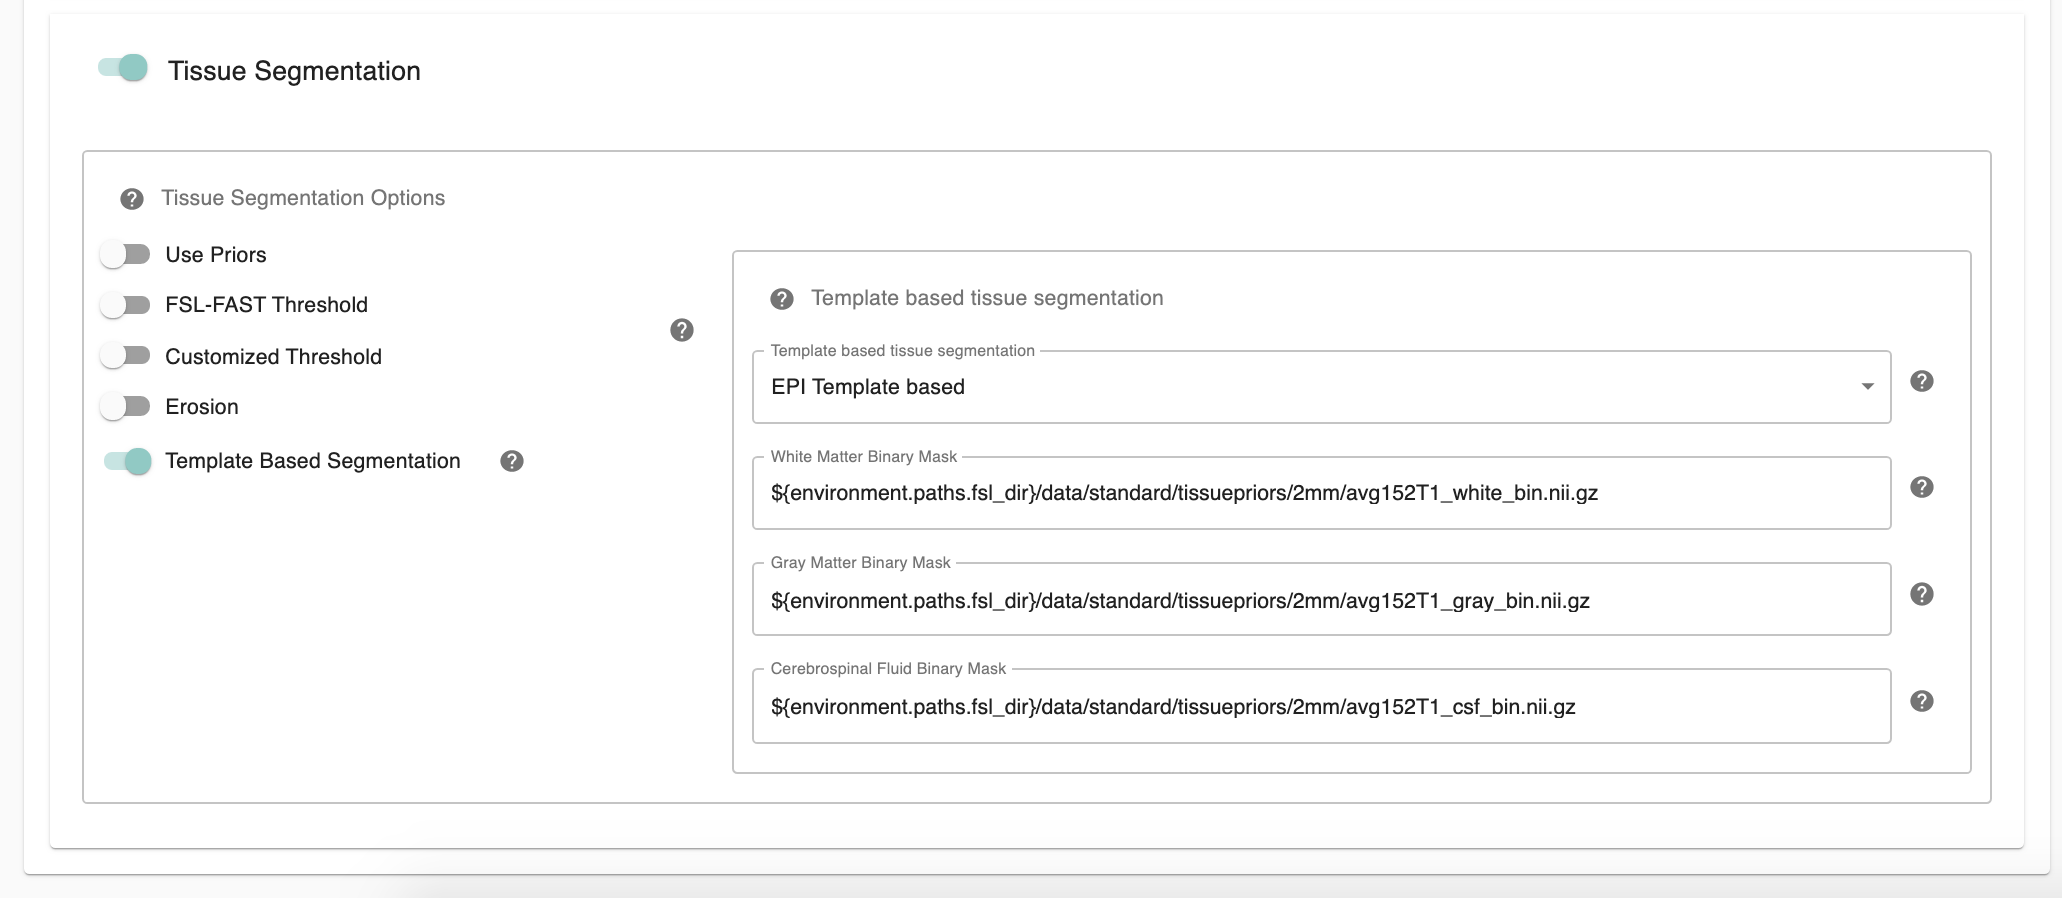 Tissue Segmentation
Tissue Segmentation Options
Use Priors
FSL-FAST Threshold
Customized Threshold
Erosion
Template Based Segmentation
Template based tissue segmentation
Template based tissue segmentation
EPI Template based
White Matter Binary Mask
${environment.paths.fsl_dir}/data/standard/tissuepriors/2mm/avg152T1_white_bin.nii.gz
Gray Matter Binary Mask
${environment.paths.fsl_dir}/data/standard/tissuepriors/2mm/avg152T1_gray_bin.nii.gz
Cerebrospinal Fluid Binary Mask
${environment.paths.fsl_dir}/data/standard/tissuepriors/2mm/avg152T1_csf_bin.nii.gz